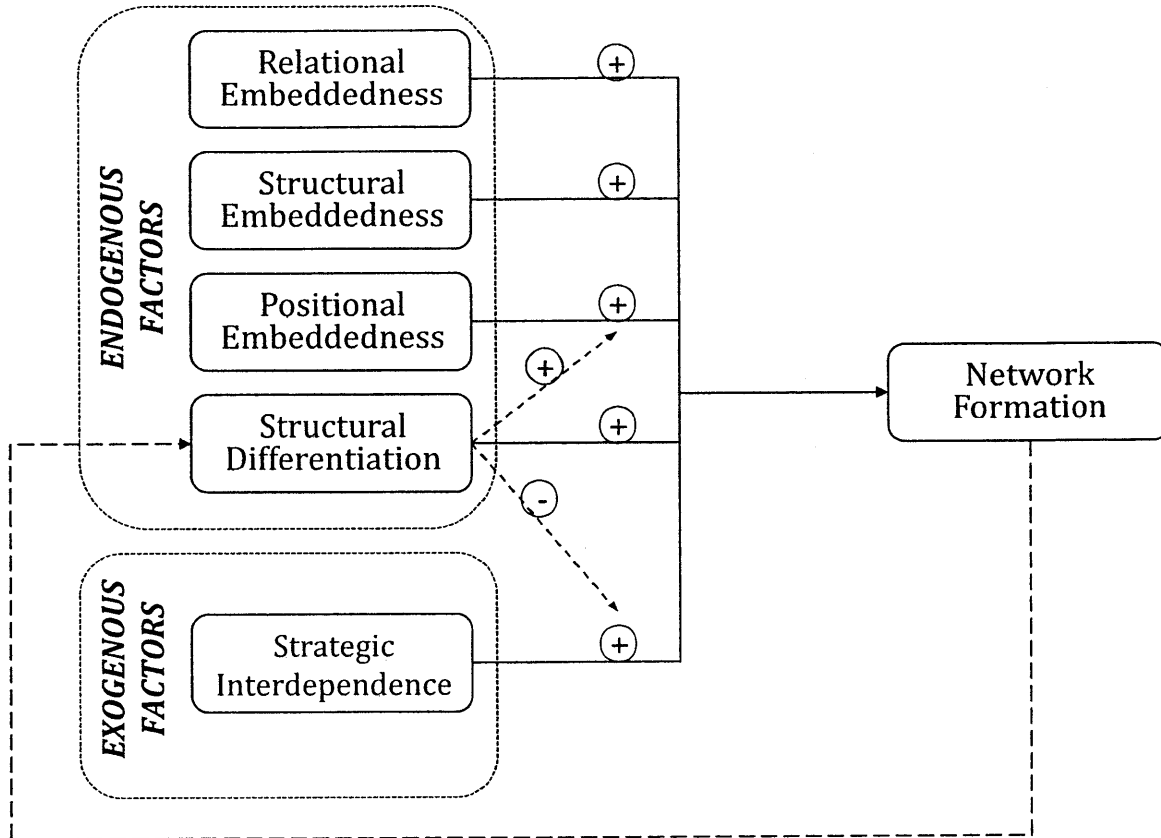 Relational
Embeddedness
+
Structural
Embeddedness
+
ENDOGENOUS
FACTORS
Positional
Embeddedness
+
+
Structural
Differentiation
+
-
Network
Formation
EXOGENOUS
FACTORS
Strategic
Interdependence
+